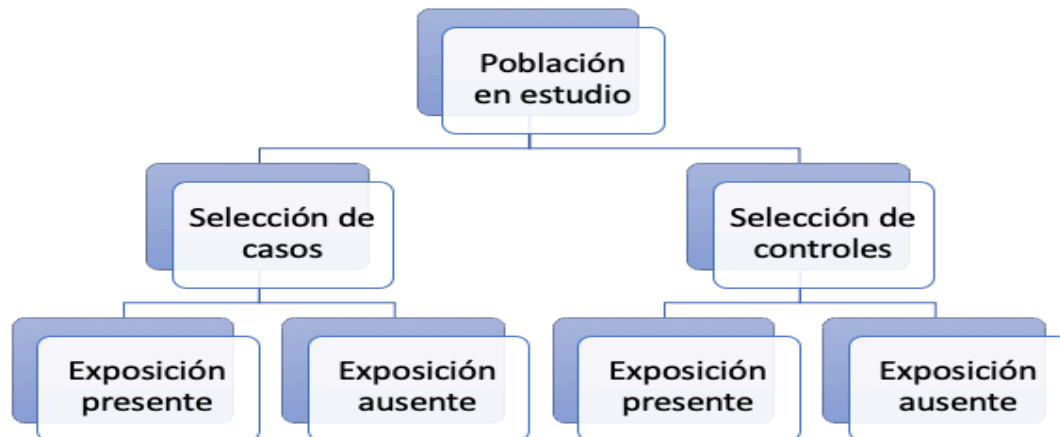 Población
en estudio
Selección de
casos
Selección de
controles
Exposición
presente
Exposición
ausente
Exposición
presente
Exposición
ausente